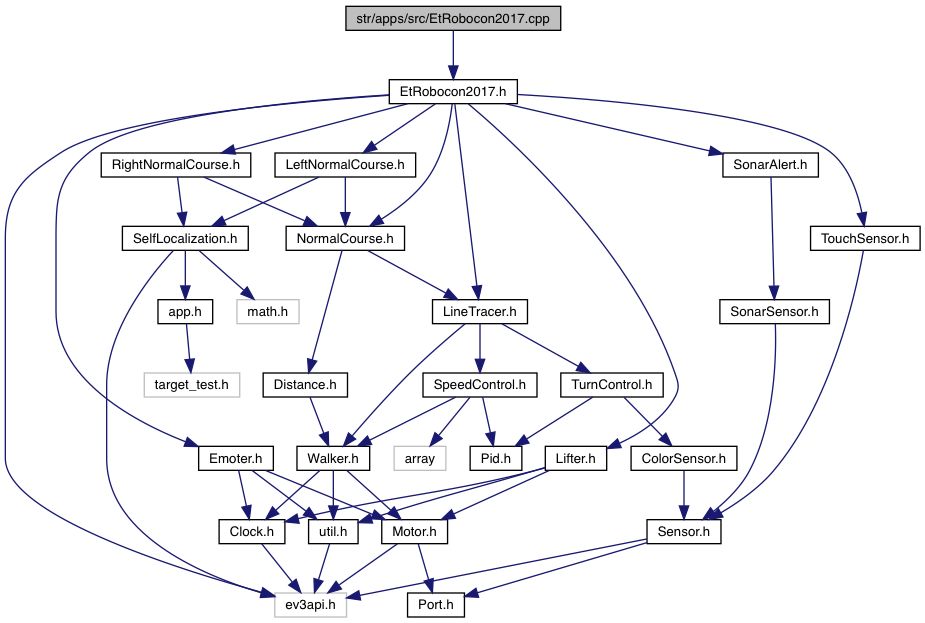 str/apps/src/EtRobocon2017.cpp
EtRobocon2017.h
RightNormalCourse.h
LeftNormalCourse.h
SonarAlert.h
SelfLocalization.h
NormalCourse.h
TouchSensor.h
app.h
math.h
LineTracer.h
SonarSensor.h
target_test.h
Distance.h
SpeedControl.h
TurnControl.h
Emoter.h
Walker.h
array
Pid.h
Lifter.h
ColorSensor.h
Clock.h
util.h
Motor.h
Sensor.h
ev3api.h
Port.h